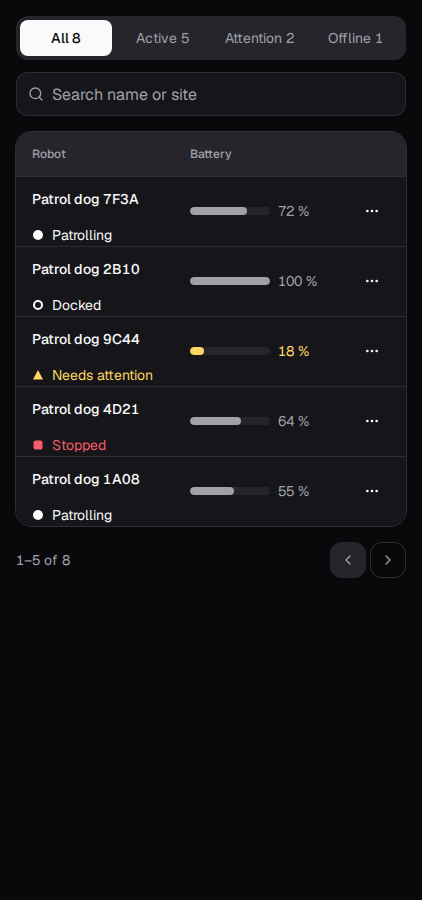 All 8 Active 5 Attention 2 Offline 1
Search name or site
Robot Battery
Patrol dog 7F3A
72 %
Patrolling
Patrol dog 2B10
100 %
Docked
Patrol dog 9C44
18 %
Needs attention
Patrol dog 4D21
64 %
Stopped
Patrol dog 1A08
55 %
Patrolling
1–5 of 8